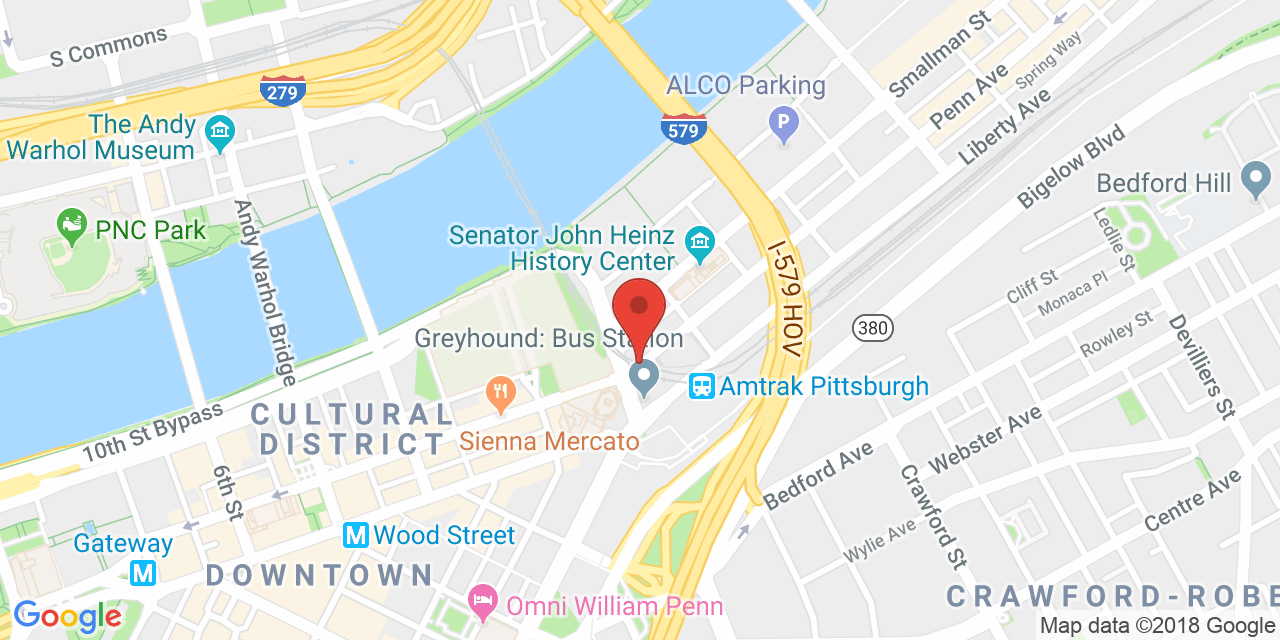 S Commons
279
ALCO Parking
P
579
Smallman St
Spring Way
Penn Ave
Liberty Ave
The Andy
Warhol Museum
Bigelow Blvd
Bedford Hill
PNC Park
Andy Warhol Bridge
Senator John Heinz
History Center
I-579 HOV
Ledlie St
Cliff St
Monaca Pl
380
Rowley St
Devilliers St
Greyhound: Bus Station
Amtrak Pittsburgh
CULTURAL
DISTRICT
10th St Bypass
Sienna Mercato
6th St
Bedford Ave
Webster Ave
Crawford St
Centre Ave
Wylie Ave
Gateway
M
M Wood Street
DOWNTOWN
Omni William Penn
CRAWFORD-ROBE
Google
Map data ©2018 Google